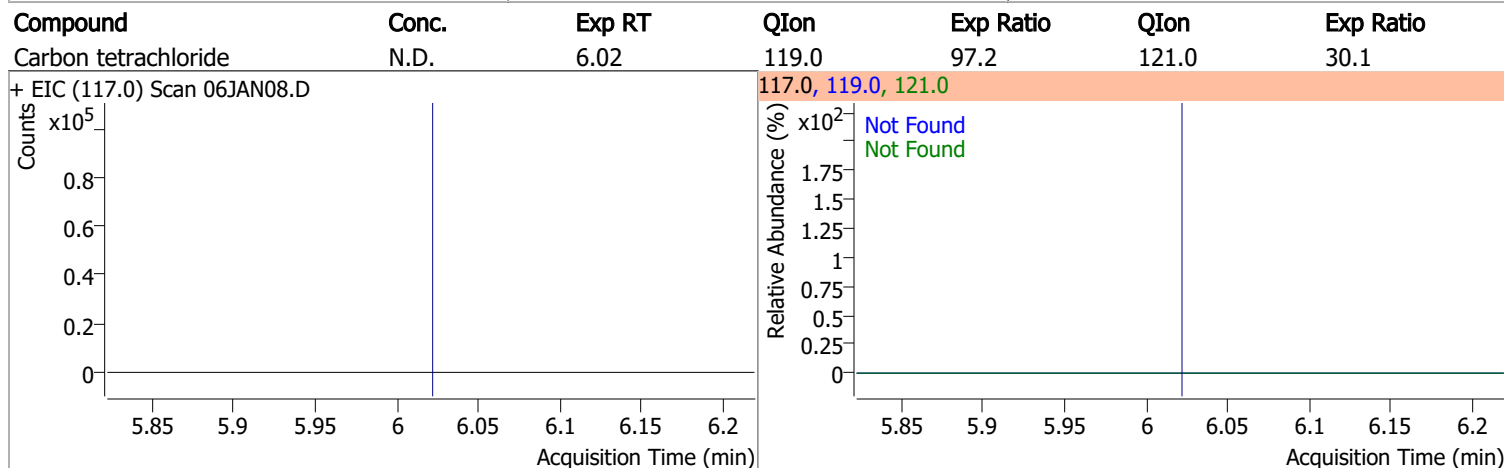 Compound Conc. Exp RT QIon Exp Ratio QIon Exp Ratio
Carbon tetrachloride N.D. 6.02 119.0 97.2 121.0 30.1
+ EIC (117.0) Scan 06JAN08.D
Counts
x10^5
0.8
0.6
0.4
0.2
0
5.85 5.9 5.95 6 6.05 6.1 6.15 6.2
Acquisition Time (min)
117.0, 119.0, 121.0
Relative Abundance (%)
x10^2
Not Found
Not Found
1.75
1.5
1.25
1
0.75
0.5
0.25
0
5.85 5.9 5.95 6 6.05 6.1 6.15 6.2
Acquisition Time (min)